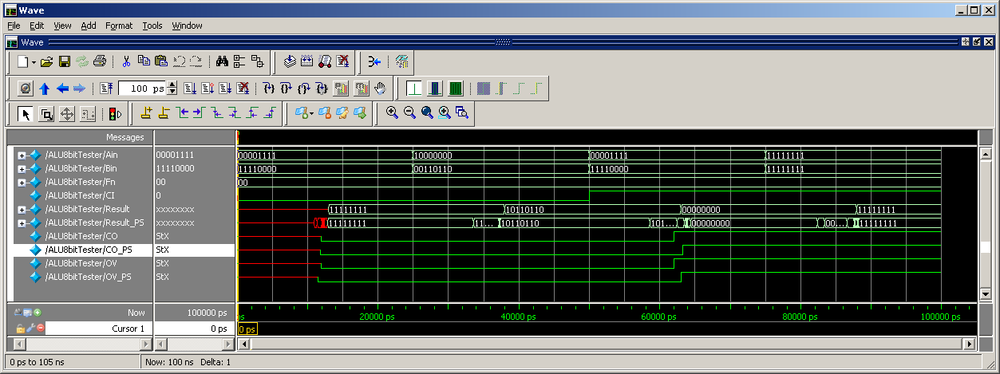 Wave
File Edit View Add Format Tools Window
Wave
100 ps
Messages
/ALU8bitTester/Ain 00001111 00001111 10000000 00001111 11111111
/ALU8bitTester/Bin 11110000 11110000 00110110 11110000 11111111
/ALU8bitTester/Fn 00 00
/ALU8bitTester/CI 0
/ALU8bitTester/Result xxxxxxxx 11111111 10110110 00000000 11111111
/ALU8bitTester/Result_PS xxxxxxxx 11111111 11... 10110110 101... 00000000 00... 11111111
/ALU8bitTester/CO StX
/ALU8bitTester/CO_PS StX
/ALU8bitTester/OV StX
/ALU8bitTester/OV_PS StX
Now 100000 ps ps 20000 ps 40000 ps 60000 ps 80000 ps 100000 ps
Cursor 1 0 ps 0 ps
0 ps to 105 ns Now: 100 ns Delta: 1